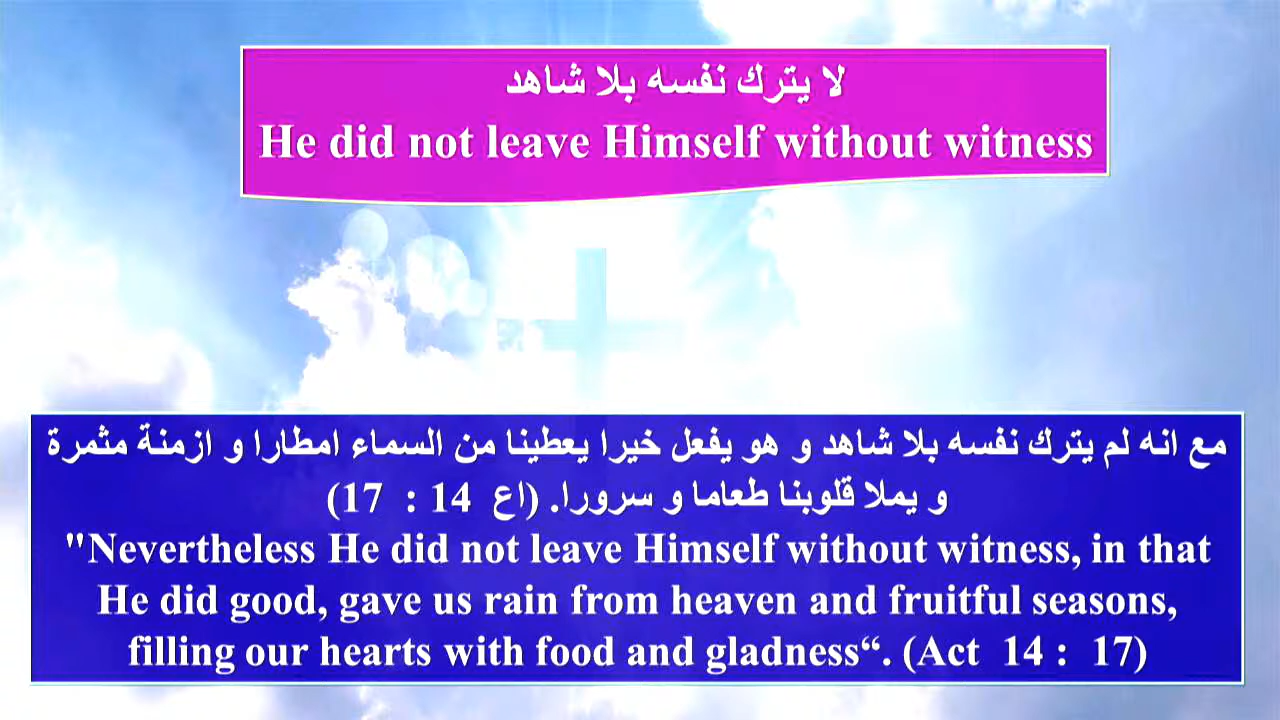 لا يترك نفسه بلا شاهد
He did not leave Himself without witness
مع انه لم يترك نفسه بلا شاهد و هو يفعل خيرا يعطينا من السماء امطارا و ازمنة مثمرة
و يملا قلوبنا طعاما و سرورا. (اع 14 : 17)
"Nevertheless He did not leave Himself without witness, in that
He did good, gave us rain from heaven and fruitful seasons,
filling our hearts with food and gladness“. (Act 14 : 17)